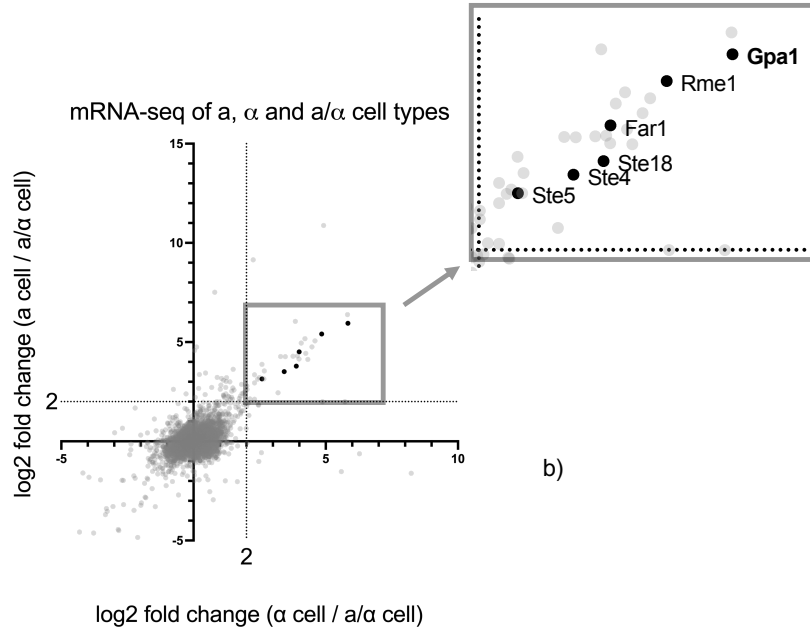 mRNA-seq of a, α and a/α cell types
Gpa1
Rme1
Far1
Ste18
Ste4
Ste5
log2 fold change (a cell / a/α cell)
15
10
5
2
-5
5
10
-5
2
b)
log2 fold change (α cell / a/α cell)